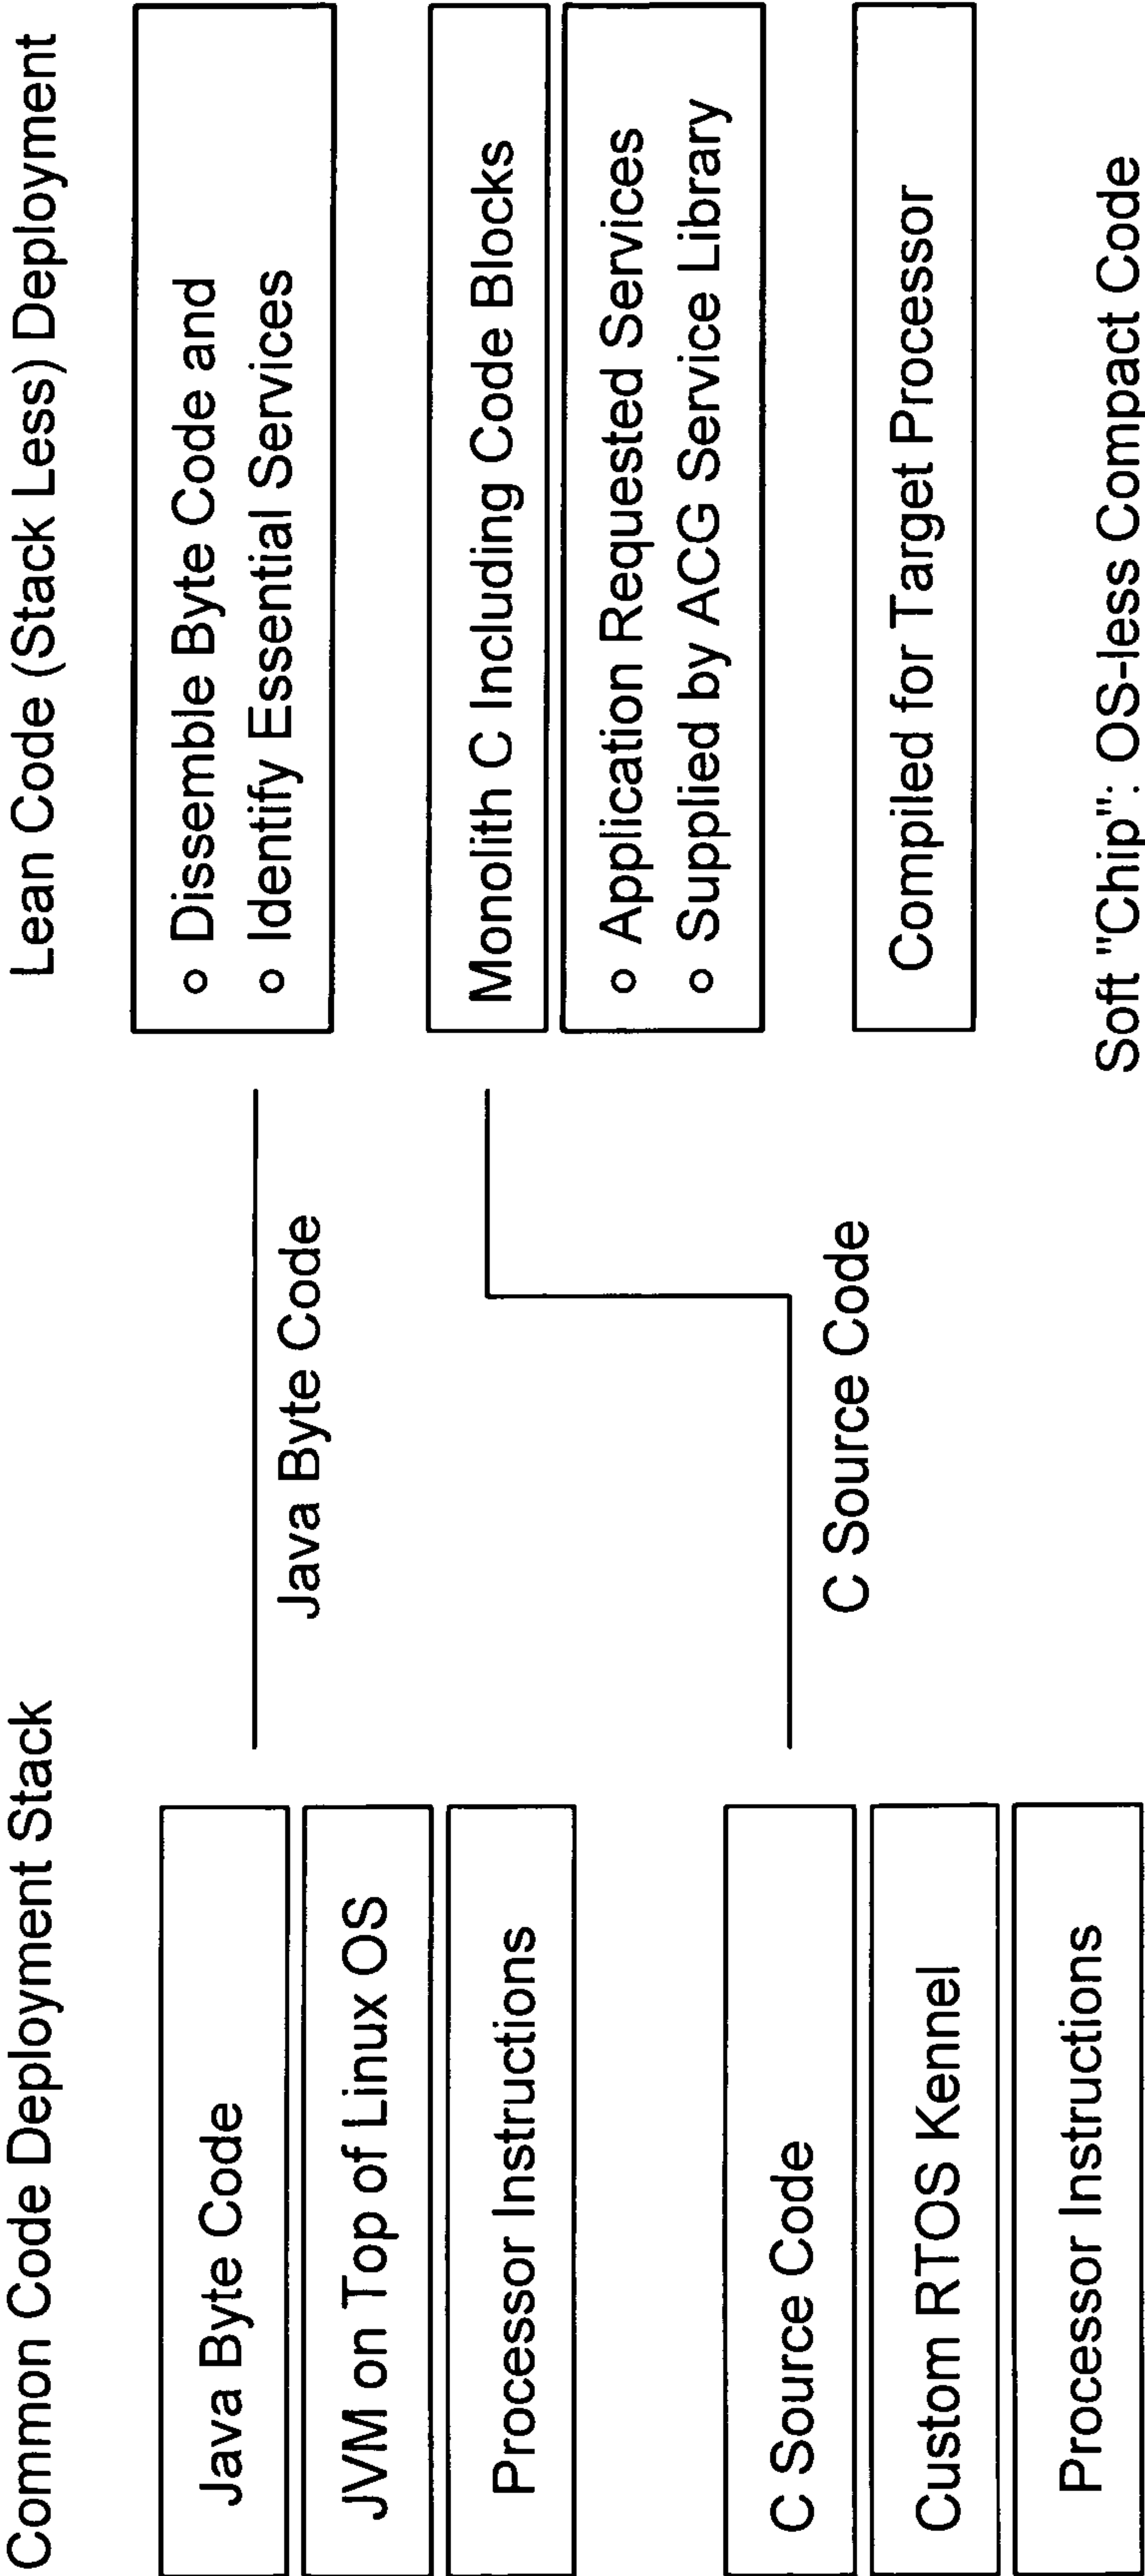 Common Code Deployment Stack
Java Byte Code
JVM on Top of Linux OS
Processor Instructions
C Source Code
Custom RTOS Kennel
Processor Instructions
Java Byte Code
C Source Code
Lean Code (Stack Less) Deployment
o Dissemble Byte Code and
o Identify Essential Services
Monolith C Including Code Blocks
o Application Requested Services
o Supplied by ACG Service Library
Compiled for Target Processor
Soft "Chip": OS-less Compact Code